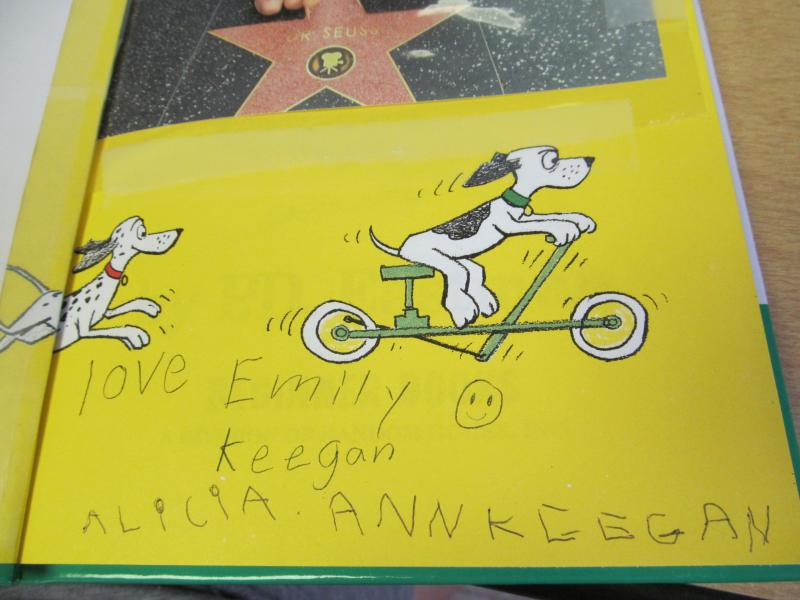 DR. SEUSS
love Emily
Keegan
ALICIA. ANN KEEGAN